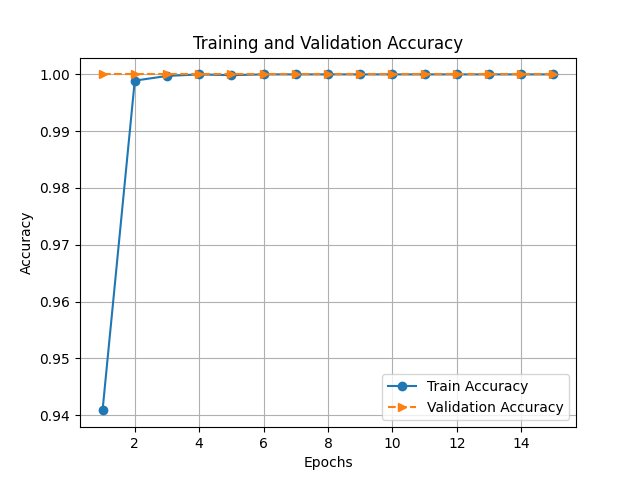 Training and Validation Accuracy
1.00
0.99
0.98
0.97
0.96
0.95
0.94
Accuracy
2 4 6 8 10 12 14
Epochs
Train Accuracy
Validation Accuracy